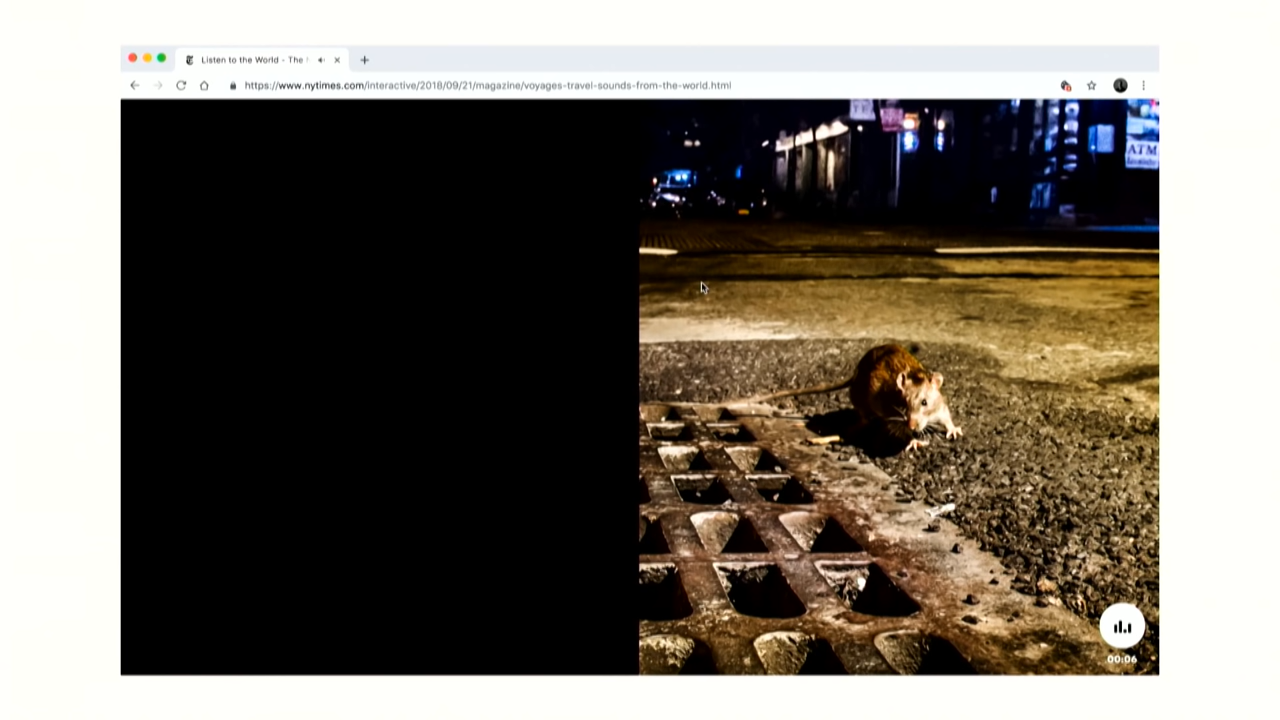 Listen to the World - The
https://www.nytimes.com/interactive/2018/09/21/magazine/voyages-travel-sounds-from-the-world.html
ATM
00:06